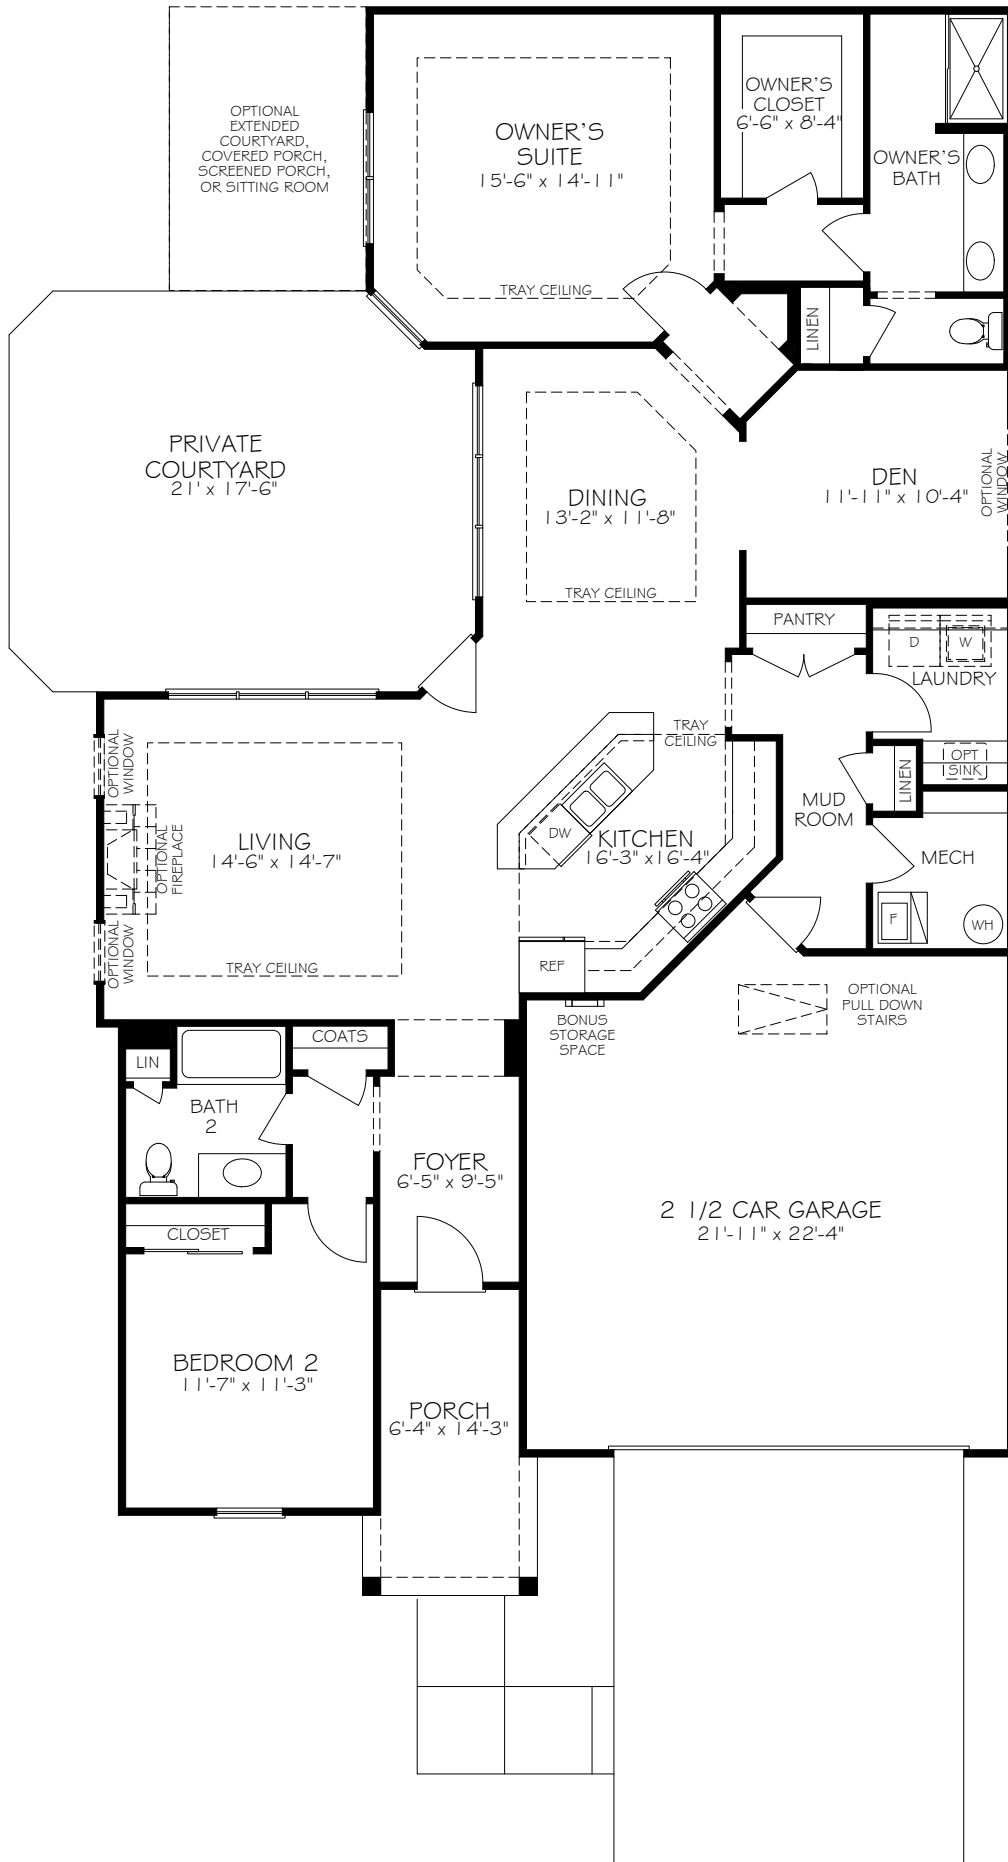 OPTIONAL
EXTENDED
COURTYARD,
COVERED PORCH,
SCREENED PORCH,
OR SITTING ROOM
OWNER'S
SUITE
15'-6" x 14'-11"
TRAY CEILING
OWNER'S
CLOSET
6'-6" x 8'-4"
OWNER'S
BATH
LINEN
PRIVATE
COURTYARD
21' x 17'-6"
DINING
13'-2" x 11'-8"
TRAY CEILING
DEN
11'-11" x 10'-4"
OPTIONAL
WINDOW
PANTRY
D
W
LAUNDRY
OPT
SINK
LINEN
MUD
ROOM
MECH
F
WH
TRAY
CEILING
KITCHEN
16'-3" x16'-4"
DW
REF
OPTIONAL
WINDOW
LIVING
14'-6" x 14'-7"
OPTIONAL
FIREPLACE
OPTIONAL
WINDOW
TRAY CEILING
BONUS
STORAGE
SPACE
OPTIONAL
PULL DOWN
STAIRS
COATS
LIN
BATH
2
FOYER
6'-5" x 9'-5"
2 1/2 CAR GARAGE
21'-11" x 22'-4"
CLOSET
BEDROOM 2
11'-7" x 11'-3"
PORCH
6'-4" x 14'-3"